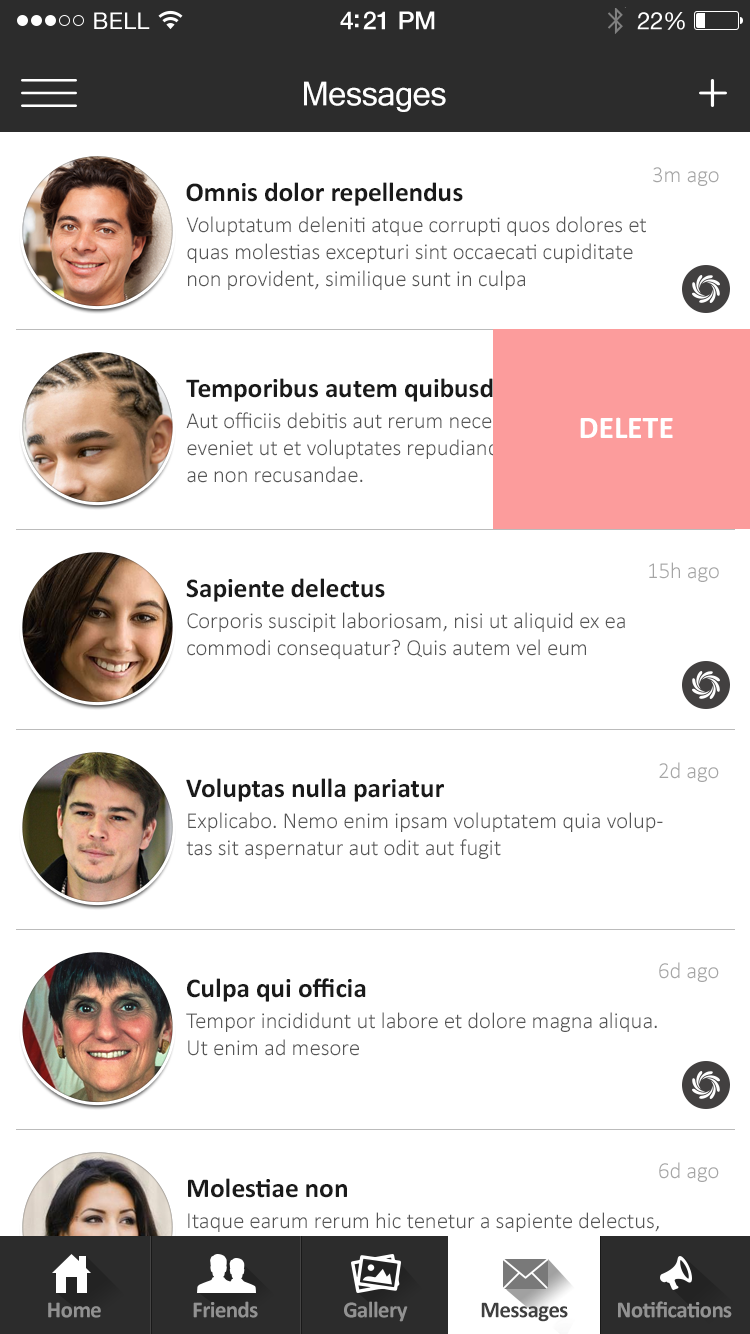 BELL 4:21 PM 22%
Messages
3m ago
Omnis dolor repellendus
Voluptatum deleniti atque corrupti quos dolores et
quas molestias excepturi sint occaecati cupiditate
non provident, similique sunt in culpa
Temporibus autem quibusd
Aut officiis debitis aut rerum nece
eveniet ut et voluptates repudianc
ae non recusandae.
DELETE
15h ago
Sapiente delectus
Corporis suscipit laboriosam, nisi ut aliquid ex ea
commodi consequatur? Quis autem vel eum
2d ago
Voluptas nulla pariatur
Explicabo. Nemo enim ipsam voluptatem quia volup-
tas sit aspernatur aut odit aut fugit
6d ago
Culpa qui officia
Tempor incididunt ut labore et dolore magna aliqua.
Ut enim ad mesore
6d ago
Molestiae non
Itaque earum rerum hic tenetur a sapiente delectus,
Home Friends Gallery Messages Notifications